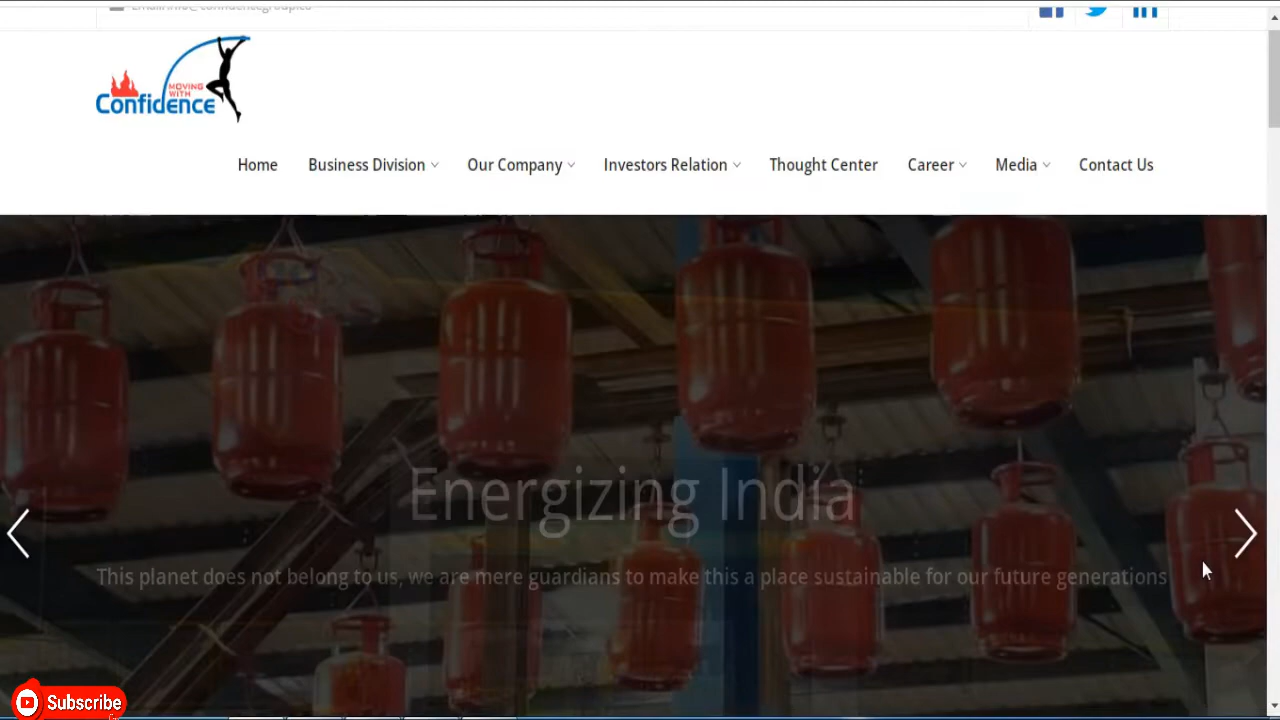 MOVING
WITH
Confidence
Home Business Division Our Company Investors Relation Thought Center Career Media Contact Us
Energizing India
This planet does not belong to us, we are mere guardians to make this a place sustainable for our future generations
Subscribe